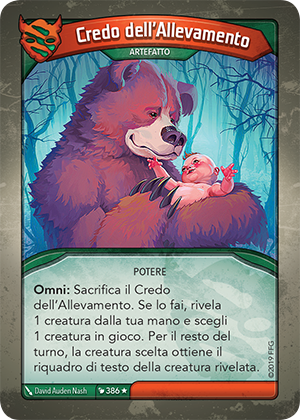 Credo dell'Allevamento
ARTEFATTO
POTERE
Omni: Sacrifica il Credo
dell'Allevamento. Se lo fai, rivela
1 creatura dalla tua mano e scegli
1 creatura in gioco. Per il resto del
turno, la creatura scelta ottiene il
riquadro di testo della creatura rivelata.
©2019 FFG
David Auden Nash
386